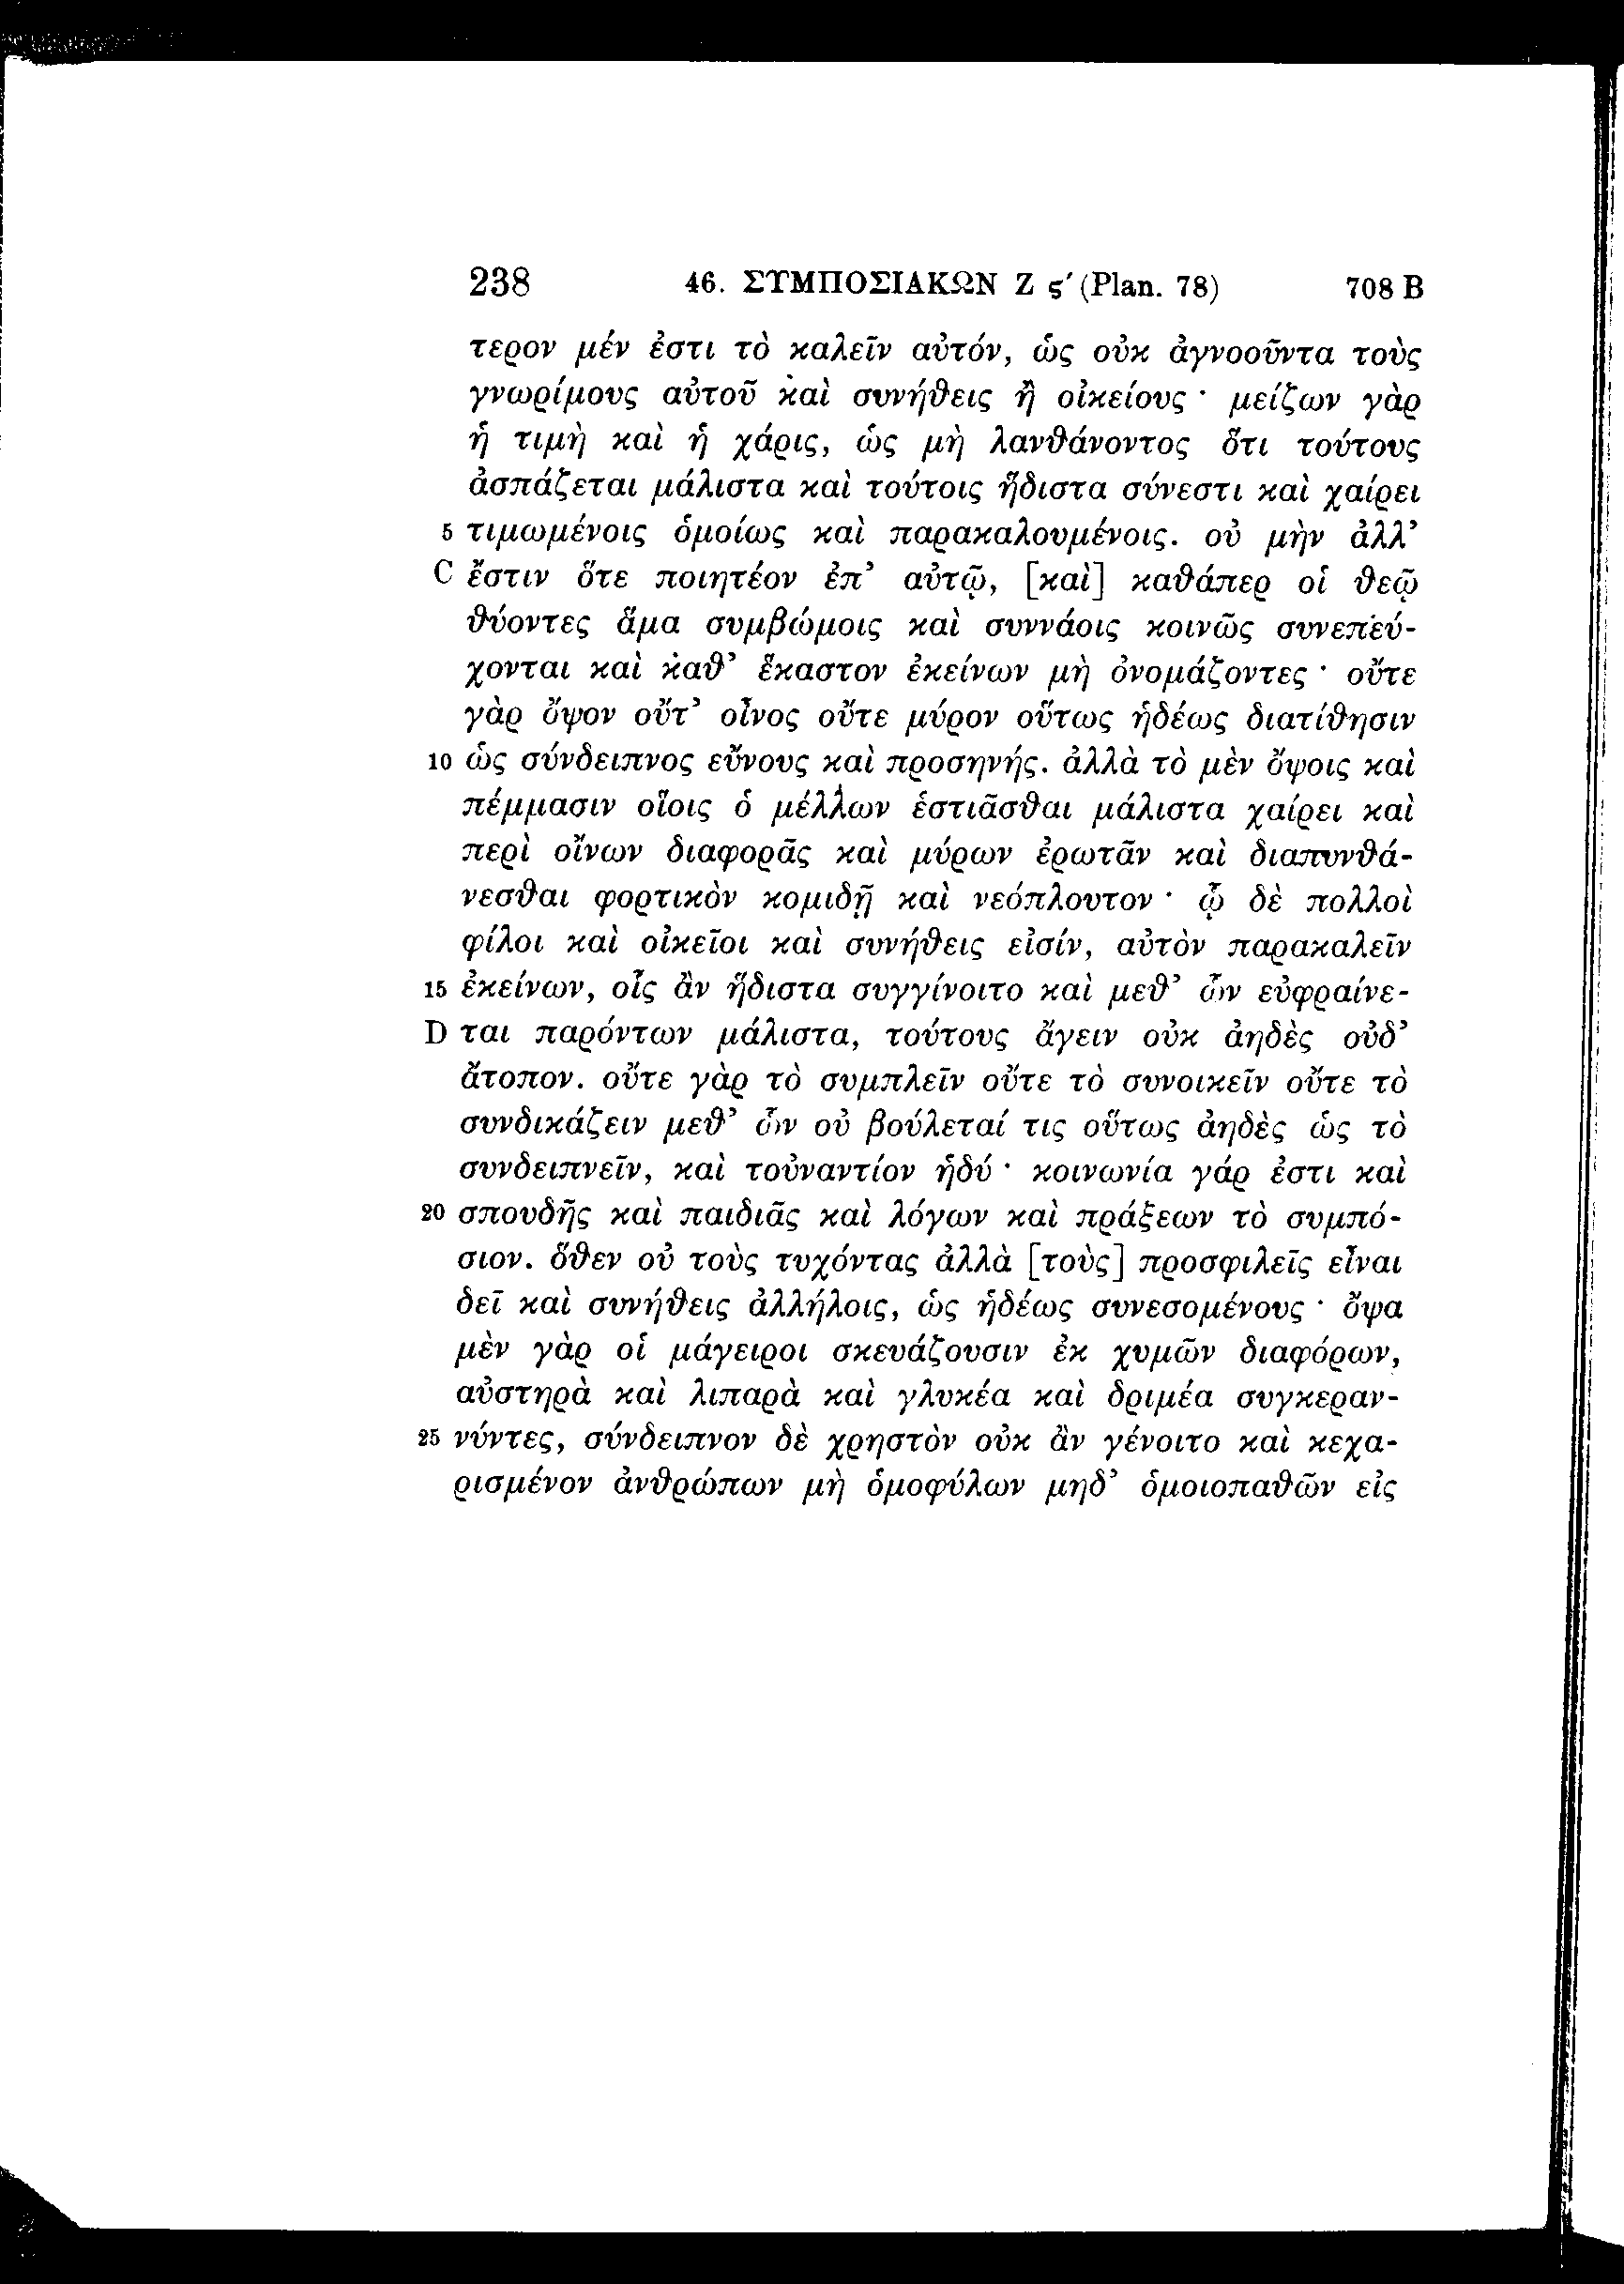 238 46. ΣΥΜΠΟΣΙΑΚΩΝ Ζ ς′ (Plan. 78) 708 B
τερον μέν ἐστι τὸ καλεῖν αὐτόν, ὡς οὐκ ἀγνοοῦντα τοὺς
γνωρίμους αὐτοῦ καὶ συνήθεις ἢ οἰκείους · μείζων γὰρ
ἡ τιμὴ καὶ ἡ χάρις, ὡς μὴ λανθάνοντος ὅτι τούτους
ἀσπάζεται μάλιστα καὶ τούτοις ἥδιστα σύνεστι καὶ χαίρει
5 τιμωμένοις ὁμοίως καὶ παρακαλουμένοις. οὐ μὴν ἀλλ’
C ἔστιν ὅτε ποιητέον ἐπ’ αὐτῷ, [καὶ] καθάπερ οἱ θεῷ
θύοντες ἅμα συμβώμοις καὶ συννάοις κοινῶς συνεπεύ-
χονται καὶ καθ’ ἕκαστον ἐκείνων μὴ ὀνομάζοντες · οὔτε
γὰρ ὄψον οὔτ’ οἶνος οὔτε μύρον οὕτως ἡδέως διατίθησιν
10 ὡς σύνδειπνος εὔνους καὶ προσηνής. ἀλλὰ τὸ μὲν ὄψοις καὶ
πέμμασιν οἵοις ὁ μέλλων ἑστιᾶσθαι μάλιστα χαίρει καὶ
περὶ οἴνων διαφορᾶς καὶ μύρων ἐρωτᾶν καὶ διαπυνθά-
νεσθαι φορτικὸν κομιδῇ καὶ νεόπλουτον · ᾧ δὲ πολλοὶ
φίλοι καὶ οἰκεῖοι καὶ συνήθεις εἰσίν, αὐτὸν παρακαλεῖν
15 ἐκείνων, οἷς ἂν ἥδιστα συγγίνοιτο καὶ μεθ’ ὧν εὐφραίνε-
D ται παρόντων μάλιστα, τούτους ἄγειν οὐκ ἀηδὲς οὐδ’
ἄτοπον. οὔτε γὰρ τὸ συμπλεῖν οὔτε τὸ συνοικεῖν οὔτε τὸ
συνδικάζειν μεθ’ ὧν οὐ βούλεταί τις οὕτως ἀηδὲς ὡς τὸ
συνδειπνεῖν, καὶ τοὐναντίον ἡδύ · κοινωνία γάρ ἐστι καὶ
20 σπουδῆς καὶ παιδιᾶς καὶ λόγων καὶ πράξεων τὸ συμπό-
σιον. ὅθεν οὐ τοὺς τυχόντας ἀλλὰ [τοὺς] προσφιλεῖς εἶναι
δεῖ καὶ συνήθεις ἀλλήλοις, ὡς ἡδέως συνεσομένους · ὄψα
μὲν γὰρ οἱ μάγειροι σκευάζουσιν ἐκ χυμῶν διαφόρων,
αὐστηρὰ καὶ λιπαρὰ καὶ γλυκέα καὶ δριμέα συγκεραν-
25 νύντες, σύνδειπνον δὲ χρηστὸν οὐκ ἂν γένοιτο καὶ κεχα-
ρισμένον ἀνθρώπων μὴ ὁμοφύλων μηδ’ ὁμοιοπαθῶν εἰς